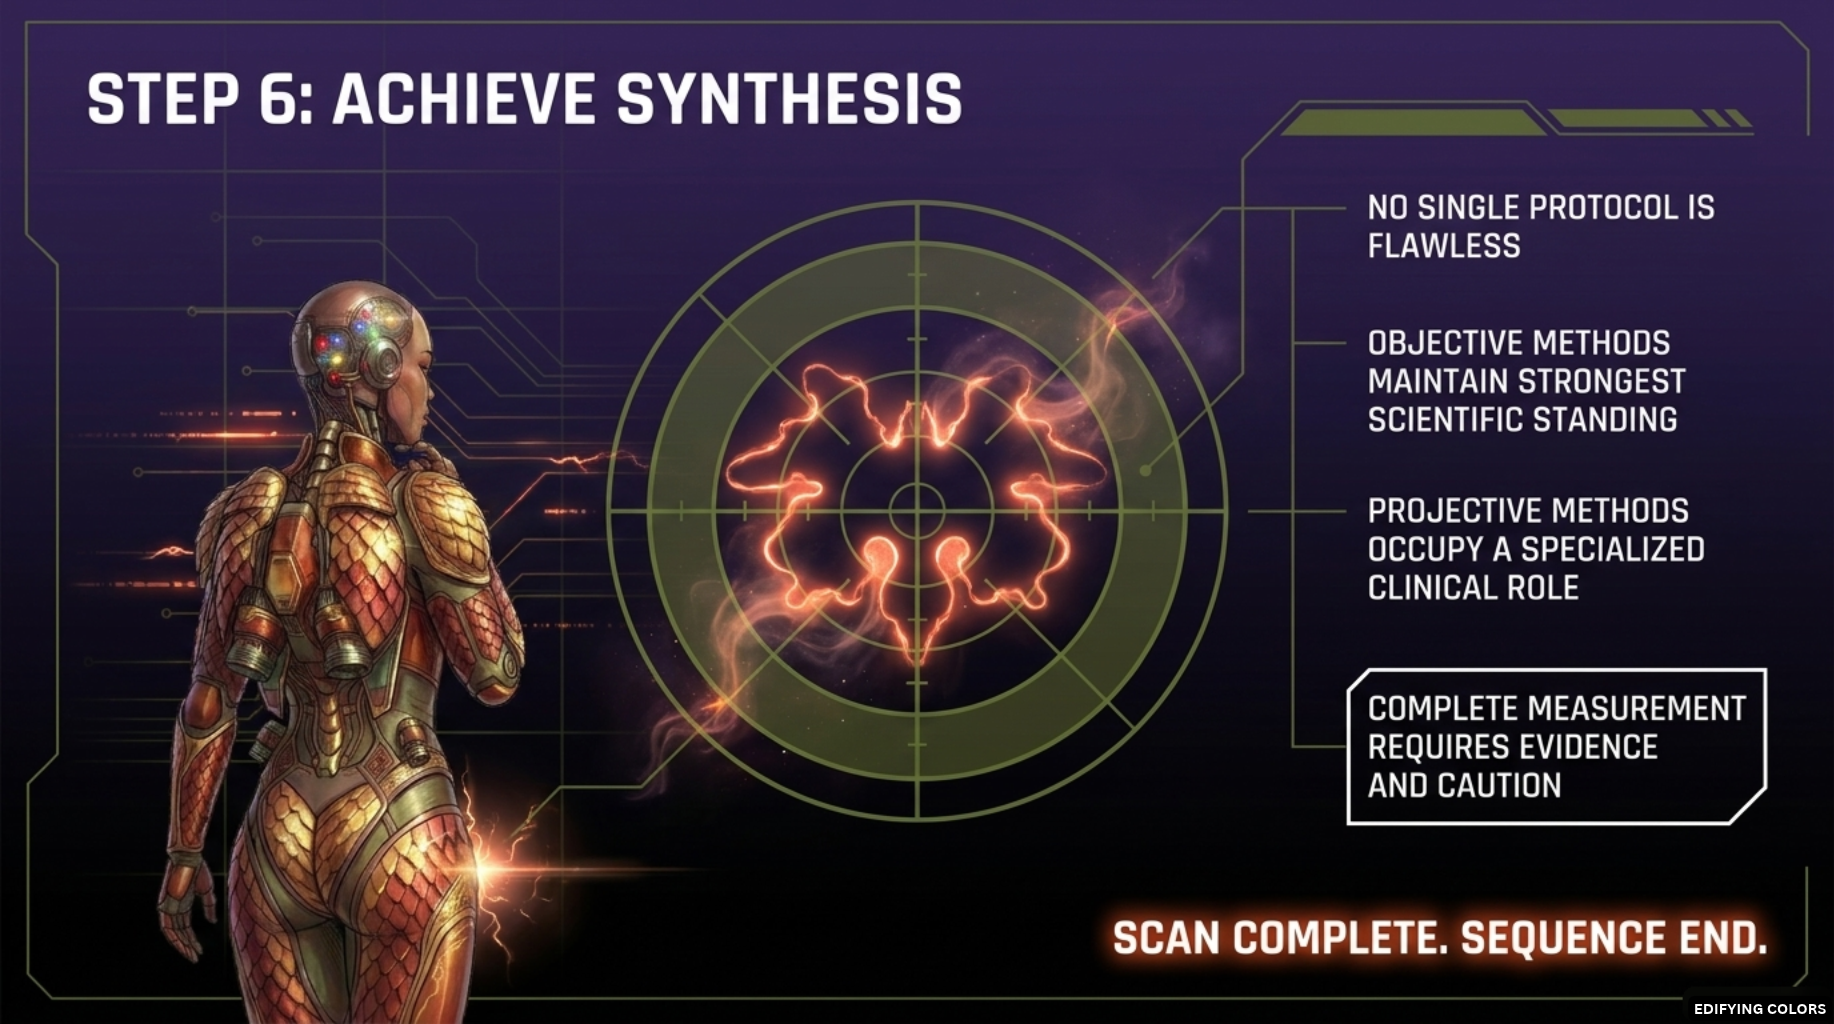 STEP 6: ACHIEVE SYNTHESIS
NO SINGLE PROTOCOL IS
FLAWLESS
OBJECTIVE METHODS
MAINTAIN STRONGEST
SCIENTIFIC STANDING
PROJECTIVE METHODS
OCCUPY A SPECIALIZED
CLINICAL ROLE
COMPLETE MEASUREMENT
REQUIRES EVIDENCE
AND CAUTION
SCAN COMPLETE. SEQUENCE END.
EDIFYING COLORS